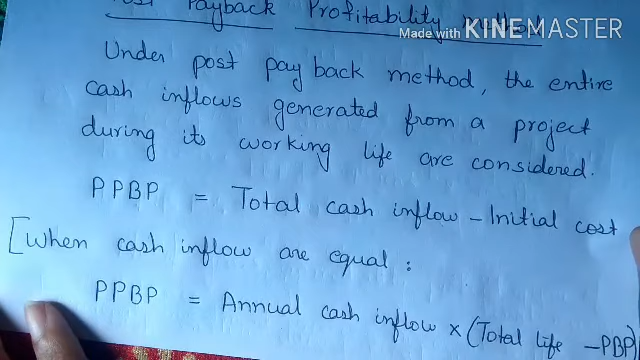 Post Payback Profitability method
Made with KINEMASTER
Under post pay back method, the entire
cash inflows generated from a project
during its working life are considered.
PPBP = Total cash inflow - Initial cost
[When cash inflow are equal :
PPBP = Annual cash inflow × (Total life - PBP)